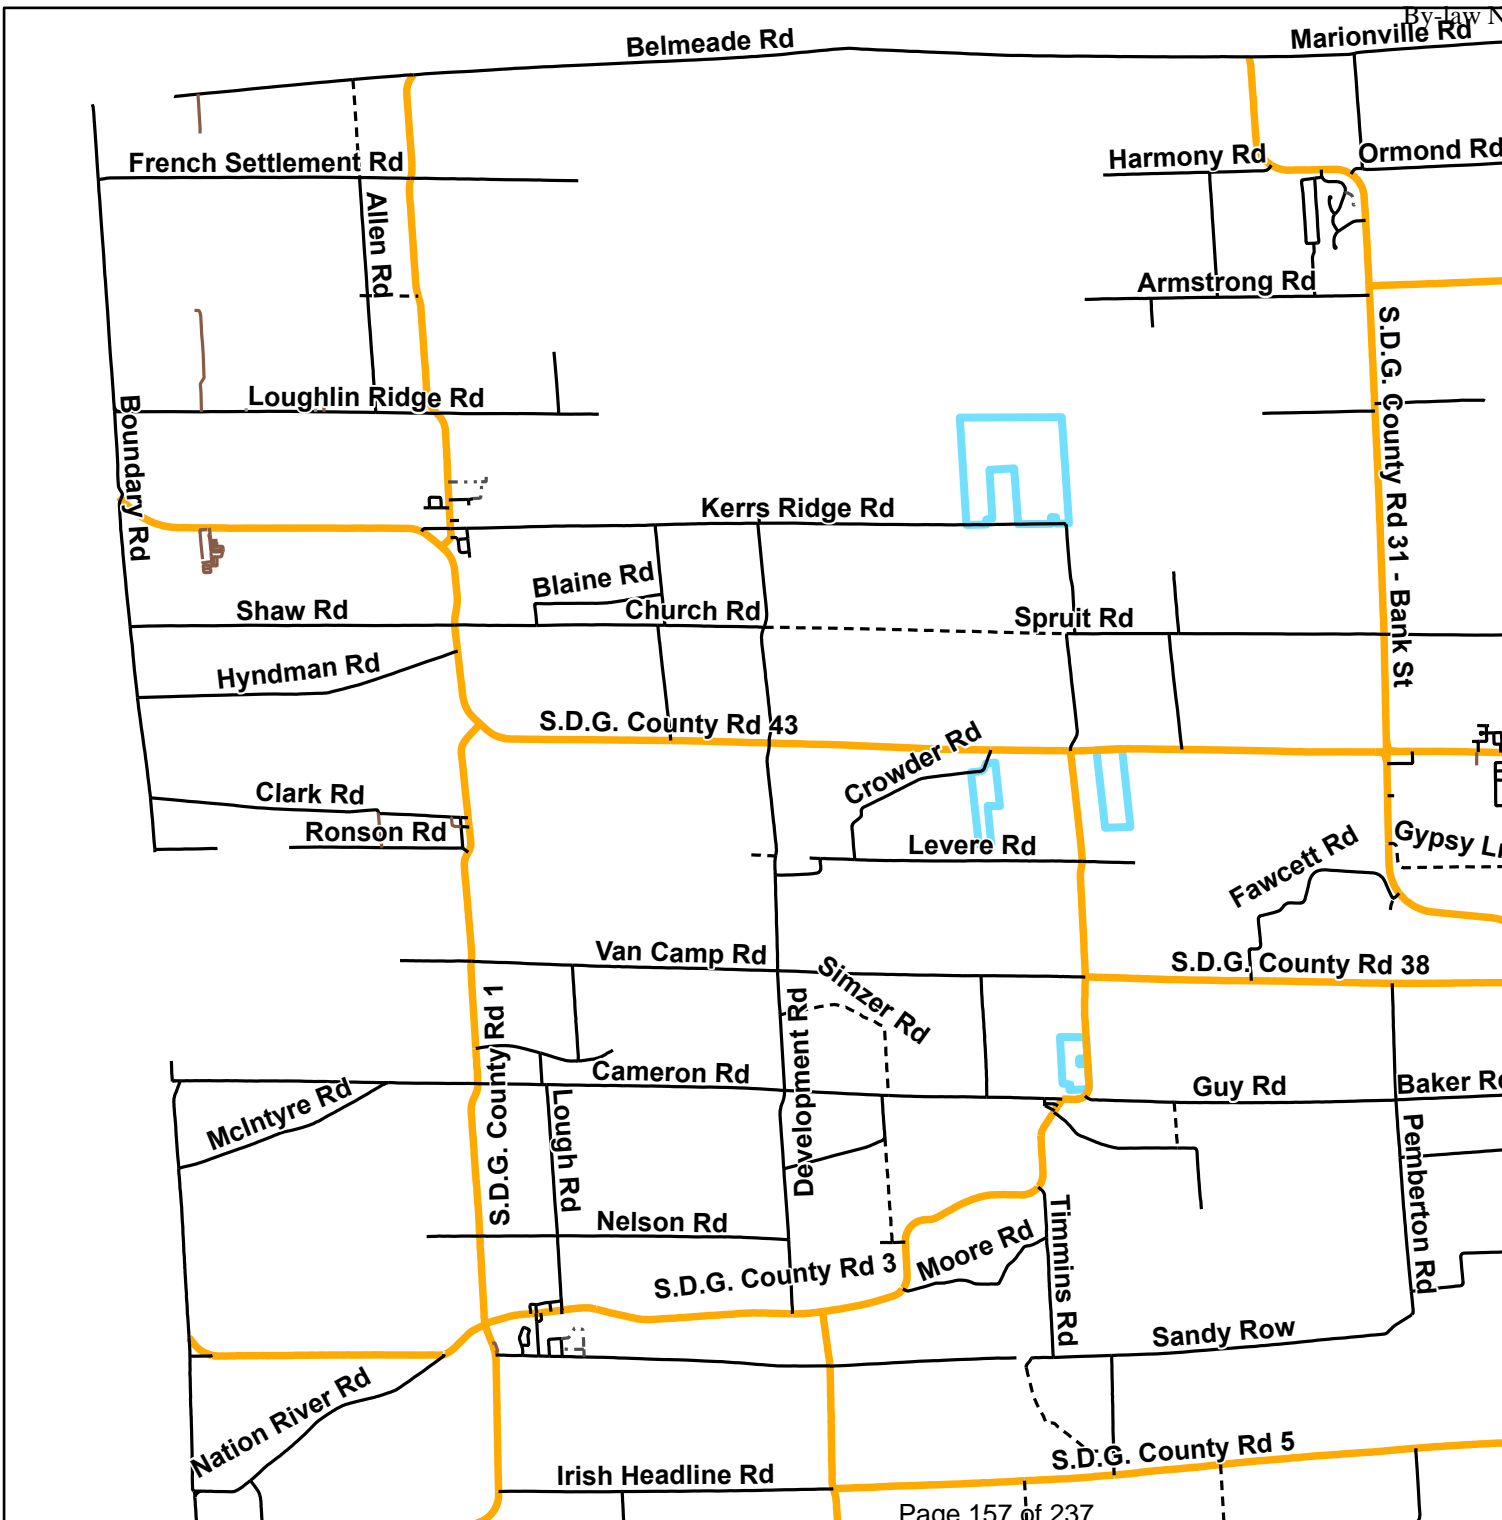 By-law N
Belmeade Rd
Marionville Rd
French Settlement Rd
Harmony Rd
Ormond Rd
Allen Rd
Armstrong Rd
S.D.G. County Rd 31 - Bank St
Loughlin Ridge Rd
Boundary Rd
Kerrs Ridge Rd
Blaine Rd
Shaw Rd
Church Rd
Spruit Rd
Hyndman Rd
S.D.G. County Rd 43
Crowder Rd
Clark Rd
Ronson Rd
Levere Rd
Fawcett Rd
Gypsy L
Van Camp Rd
Simzer Rd
S.D.G. County Rd 38
S.D.G. County Rd 1
Development Rd
Cameron Rd
Guy Rd
Baker Rd
McIntyre Rd
Lough Rd
Pemberton Rd
Nelson Rd
Timmins Rd
Moore Rd
S.D.G. County Rd 3
Sandy Row
Nation River Rd
S.D.G. County Rd 5
Irish Headline Rd
Page 157 of 237